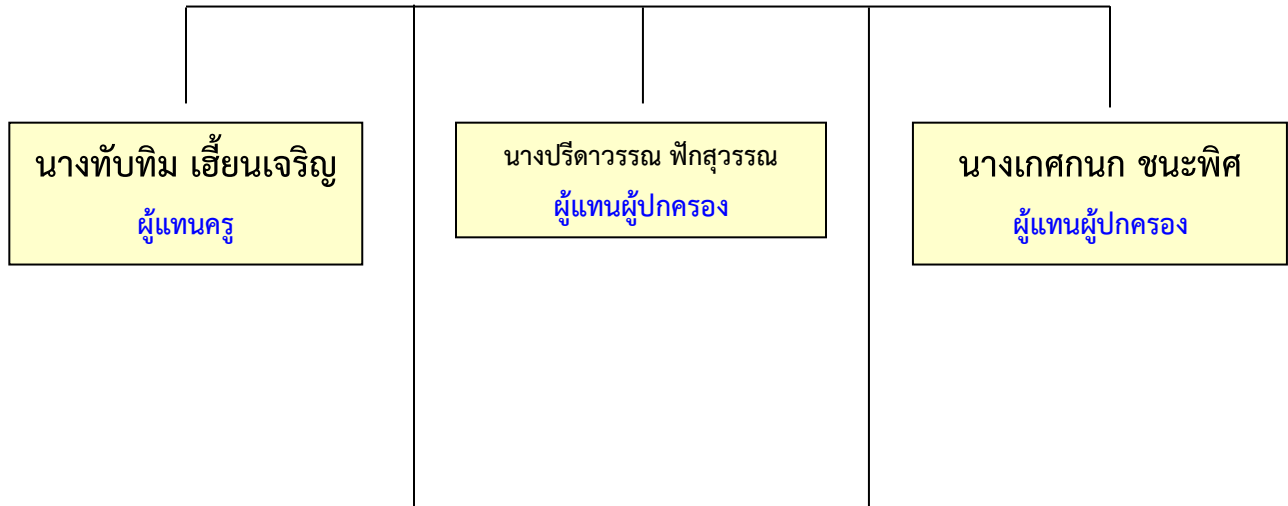 นางทับทิม เฮี้ยนเจริญ
ผู้แทนครู
นางปรีดาวรรณ ฟักสุวรรณ
ผู้แทนผู้ปกครอง
นางเกศกนก ชนะพิศ
ผู้แทนผู้ปกครอง